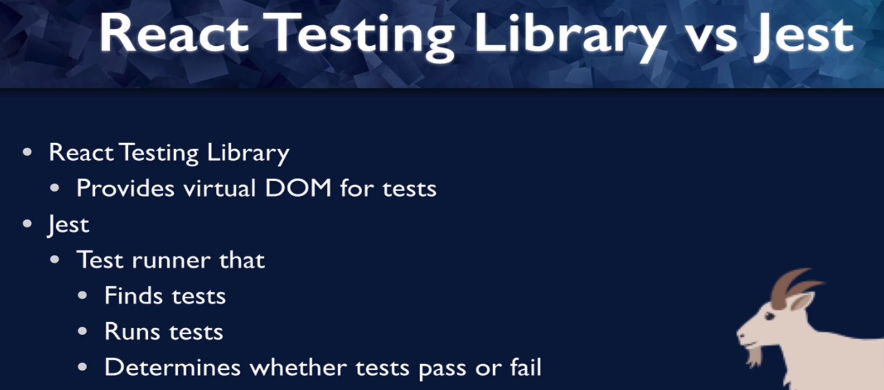 React Testing Library vs Jest
• React Testing Library
• Provides virtual DOM for tests
• Jest
• Test runner that
• Finds tests
• Runs tests
• Determines whether tests pass or fail